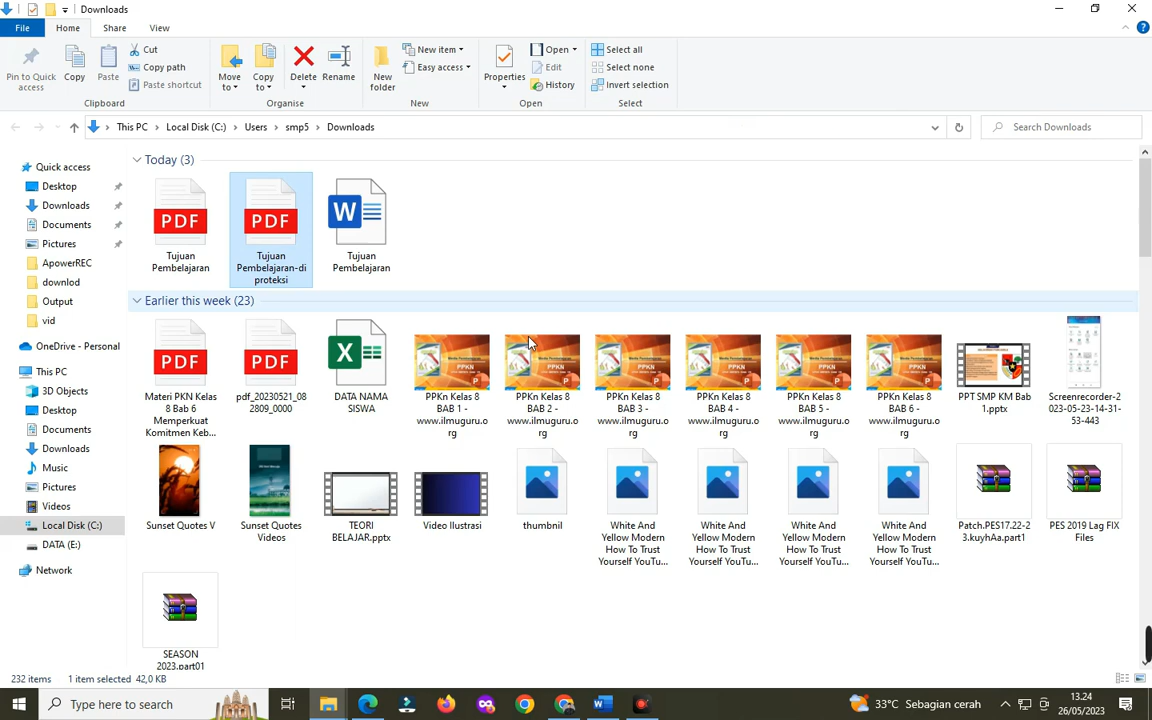 Downloads
File
Home
Share
View
Pin to Quick
access
Copy
Paste
Cut
Copy path
Paste shortcut
Clipboard
Move
to
Copy
to
Delete
Rename
Organise
New
folder
New item
Easy access
New
Properties
Open
Edit
History
Open
Select all
Select none
Invert selection
Select
This PC
Local Disk (C:)
Users
smp5
Downloads
Search Downloads
Quick access
Desktop
Downloads
Documents
Pictures
ApowerREC
downlod
Output
vid
OneDrive - Personal
This PC
3D Objects
Desktop
Documents
Downloads
Music
Pictures
Videos
Local Disk (C:)
DATA (E:)
Network
Today (3)
PDF
Tujuan
Pembelajaran
PDF
Tujuan
Pembelajaran-di
proteksi
W
Tujuan
Pembelajaran
Earlier this week (23)
PDF
Materi PKN Kelas
8 Bab 6
Memperkuat
Komitmen Keb...
PDF
pdf_20230521_08
2809_0000
X
DATA NAMA
SISWA
PPKN
PPKn Kelas 8
BAB 1 -
www.ilmuguru.o
rg
PPKN
PPKn Kelas 8
BAB 2 -
www.ilmuguru.o
rg
PPKN
PPKn Kelas 8
BAB 3 -
www.ilmuguru.o
rg
PPKN
PPKn Kelas 8
BAB 4 -
www.ilmuguru.o
rg
PPKN
PPKn Kelas 8
BAB 5 -
www.ilmuguru.o
rg
PPKN
PPKn Kelas 8
BAB 6 -
www.ilmuguru.o
rg
PPT SMP KM Bab
1.pptx
Screenrecorder-2
023-05-23-14-31-
53-443
Sunset Quotes V
Sunset Quotes
Videos
TEORI
BELAJAR.pptx
Video Ilustrasi
thumbnil
White And
Yellow Modern
How To Trust
Yourself YouTu...
White And
Yellow Modern
How To Trust
Yourself YouTu...
White And
Yellow Modern
How To Trust
Yourself YouTu...
White And
Yellow Modern
How To Trust
Yourself YouTu...
Patch.PES17.22-2
3.kuyhAa.part1
PES 2019 Lag FIX
Files
SEASON
2023.part01
232 items
1 item selected 42,0 KB
Type here to search
33°C Sebagian cerah
13.24
26/05/2023